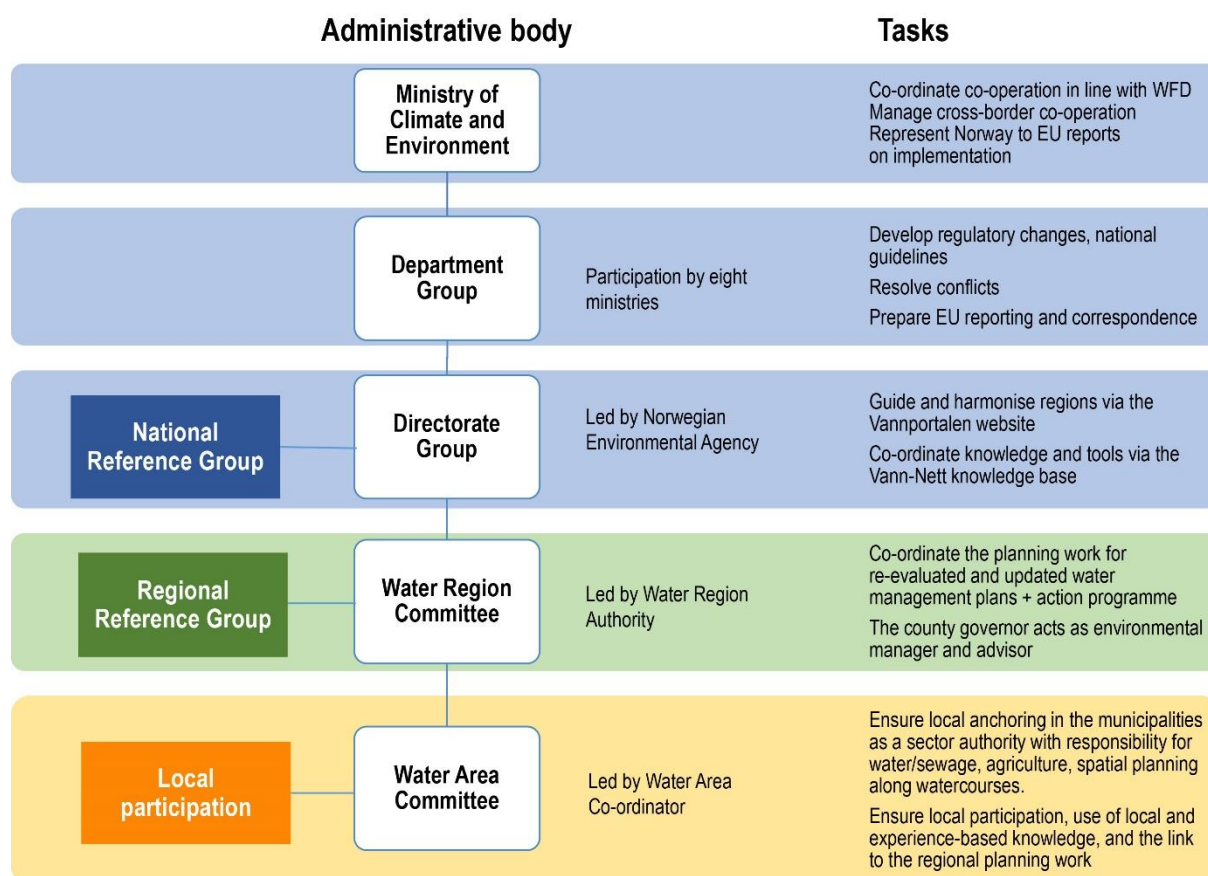 Administrative body
Tasks
Ministry of
Climate and
Environment
Co-ordinate co-operation in line with WFD
Manage cross-border co-operation
Represent Norway to EU reports
on implementation
Department
Group
Participation by eight
ministries
Develop regulatory changes, national
guidelines
Resolve conflicts
Prepare EU reporting and correspondence
National
Reference Group
Directorate
Group
Led by Norwegian
Environmental Agency
Guide and harmonise regions via the
Vannportalen website
Co-ordinate knowledge and tools via the
Vann-Nett knowledge base
Regional
Reference Group
Water Region
Committee
Led by Water Region
Authority
Co-ordinate the planning work for
re-evaluated and updated water
management plans + action programme
The county governor acts as environmental
manager and advisor
Local
participation
Water Area
Committee
Led by Water Area
Co-ordinator
Ensure local anchoring in the municipalities
as a sector authority with responsibility for
water/sewage, agriculture, spatial planning
along watercourses.
Ensure local participation, use of local and
experience-based knowledge, and the link
to the regional planning work